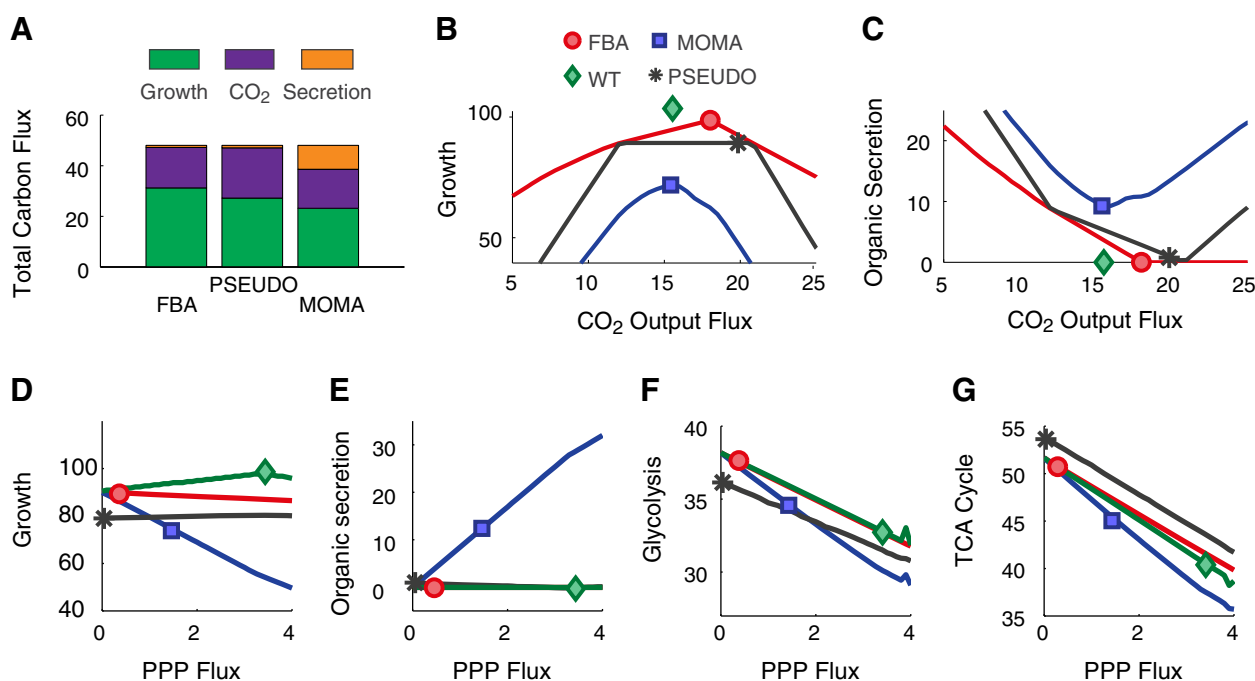 A
Growth
CO2
Secretion
Total Carbon Flux
60
40
20
0
FBA
PSEUDO
MOMA
B
FBA
MOMA
WT
PSEUDO
Growth
100
50
5
10
15
20
25
CO2 Output Flux
C
Organic Secretion
20
10
0
5
10
15
20
25
CO2 Output Flux
D
Growth
100
80
60
40
0
2
4
PPP Flux
E
Organic secretion
30
20
10
0
0
2
4
PPP Flux
F
Glycolysis
40
35
30
0
2
4
PPP Flux
G
TCA Cycle
55
50
45
40
35
0
2
4
PPP Flux